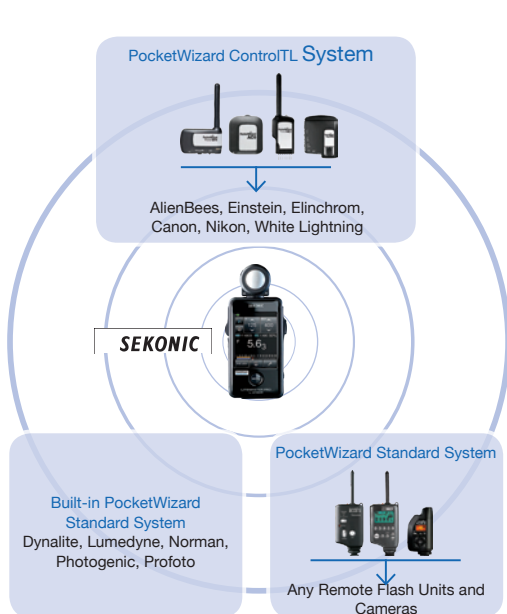 PocketWizard ControlTL System
AlienBees, Einstein, Elinchrom,
Canon, Nikon, White Lightning
SEKONIC
5.6
Built-in PocketWizard
Standard System
Dynalite, Lumedyne, Norman,
Photogenic, Profoto
PocketWizard Standard System
Any Remote Flash Units and
Cameras